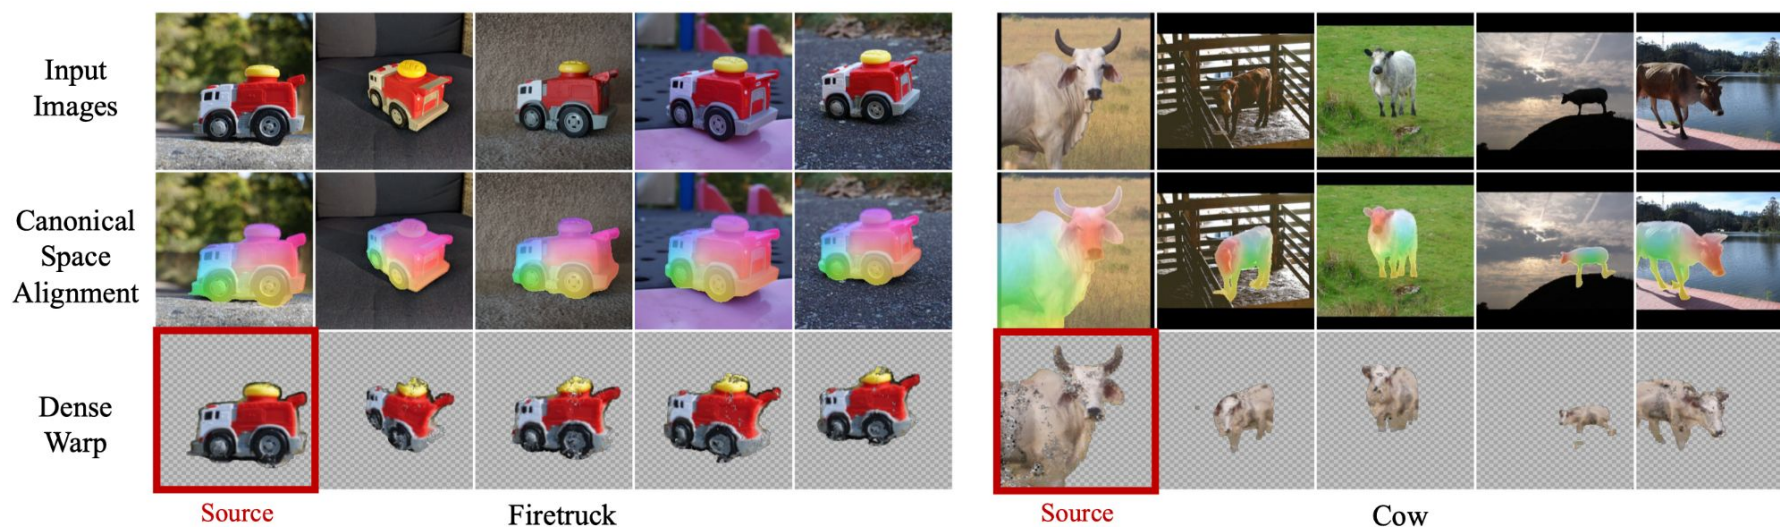 Input
Images
Canonical
Space
Alignment
Dense
Warp
Source
Firetruck
Source
Cow